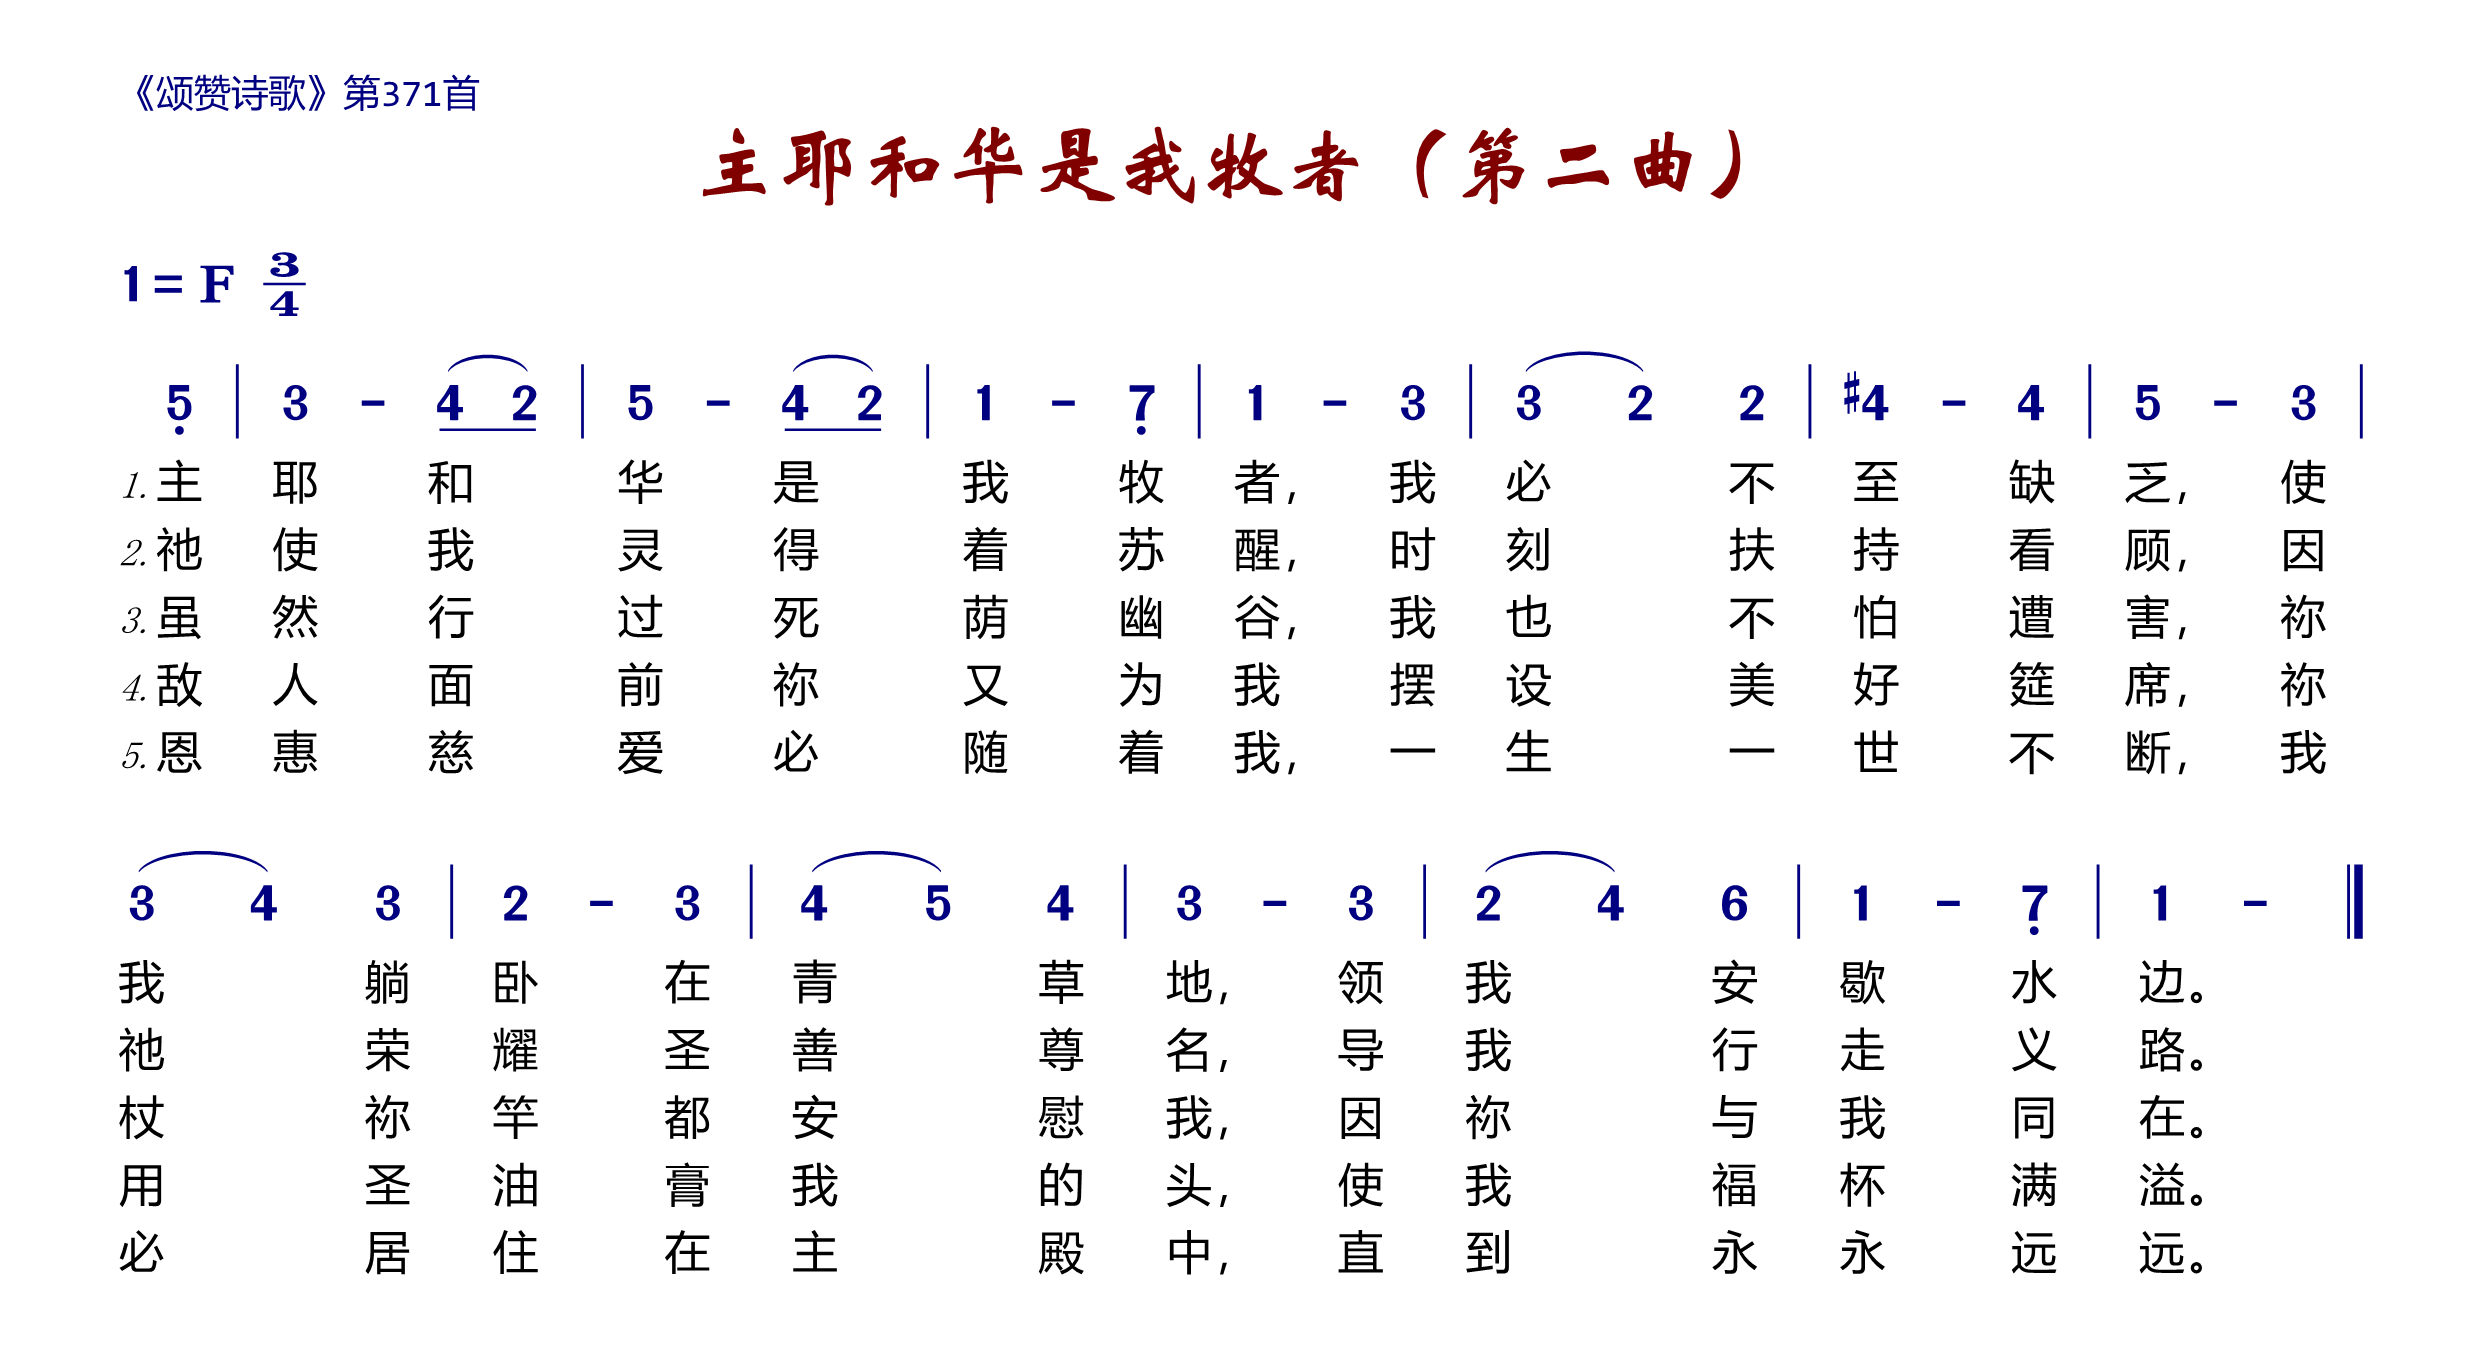 《颂赞诗歌》第371首
主耶和华是我牧者（第二曲）
1 = F 3/4
5̣ | 3 - 4 2 | 5 - 4 2 | 1 - 7̣ | 1 - 3 | 3 2 2 | #4 - 4 | 5 - 3 |
1. 主耶和华是我牧者，我必不至缺乏，使
2. 祂使我灵得着苏醒，时刻扶持看顾，因
3. 虽然行过死荫幽谷，我也不怕遭害，祢
4. 敌人面前祢又为我摆设美好筵席，祢
5. 恩惠慈爱必随着我，一生一世不断，我
3 4 3 | 2 - 3 | 4 5 4 | 3 - 3 | 2 4 6 | 1 - 7̣ | 1 - ‖
我躺卧在青草地，领我安歇水边。
祂荣耀圣善尊名，导我行走义路。
杖祢竿都安慰我，因祢与我同在。
用圣油膏我的头，使我福杯满溢。
必居住在主殿中，直到永永远远。